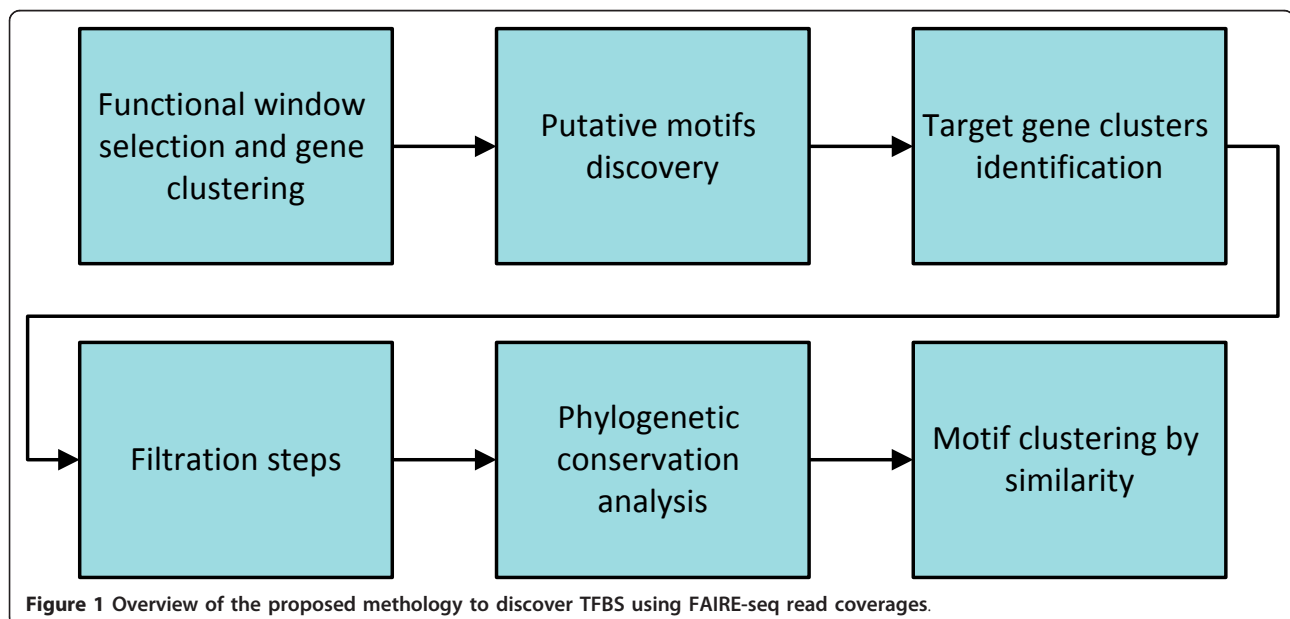 Functional window
selection and gene
clustering
Putative motifs
discovery
Target gene clusters
identification
Filtration steps
Phylogenetic
conservation
analysis
Motif clustering by
similarity
Figure 1 Overview of the proposed methology to discover TFBS using FAIRE-seq read coverages.